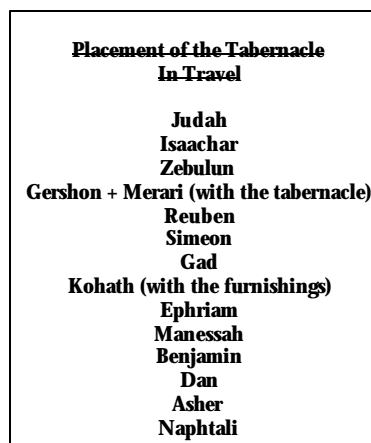 Placement of the Tabernacle
In Travel
Judah
Isaachar
Zebulun
Gershon + Merari (with the tabernacle)
Reuben
Simeon
Gad
Kohath (with the furnishings)
Ephriam
Manessah
Benjamin
Dan
Asher
Naphtali